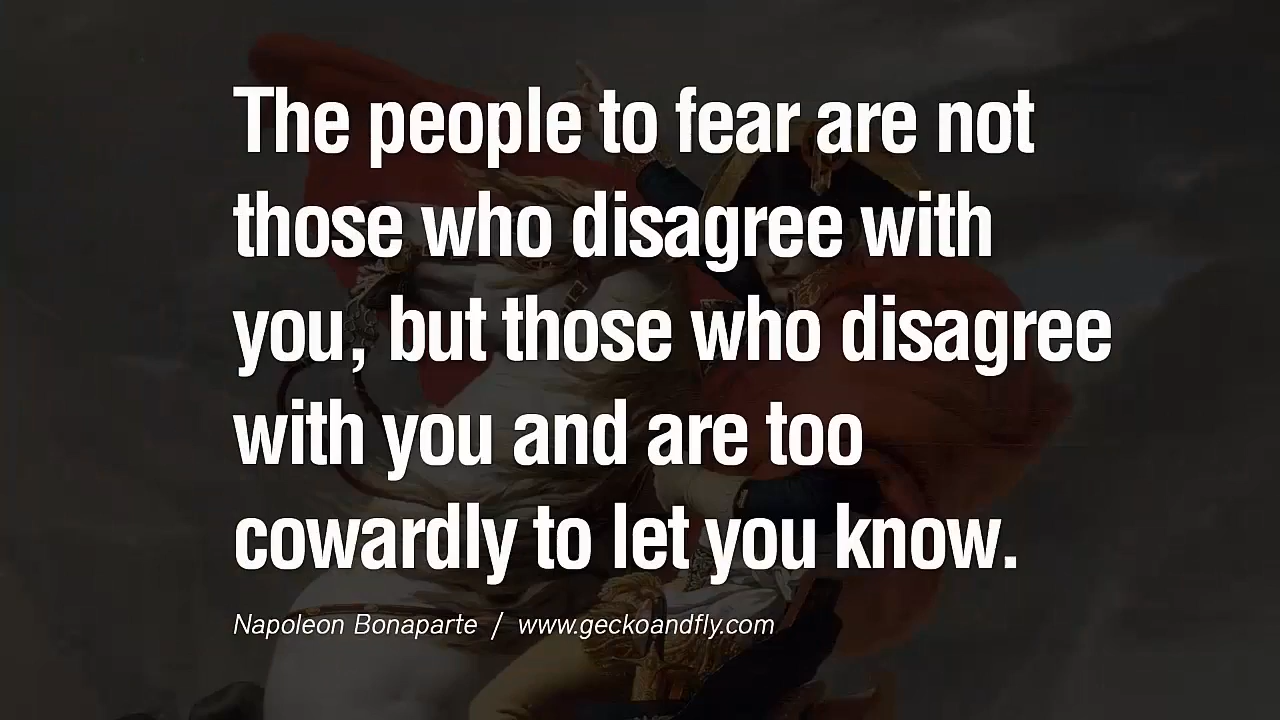 The people to fear are not
those who disagree with
you, but those who disagree
with you and are too
cowardly to let you know.
Napoleon Bonaparte / www.geckoandfly.com